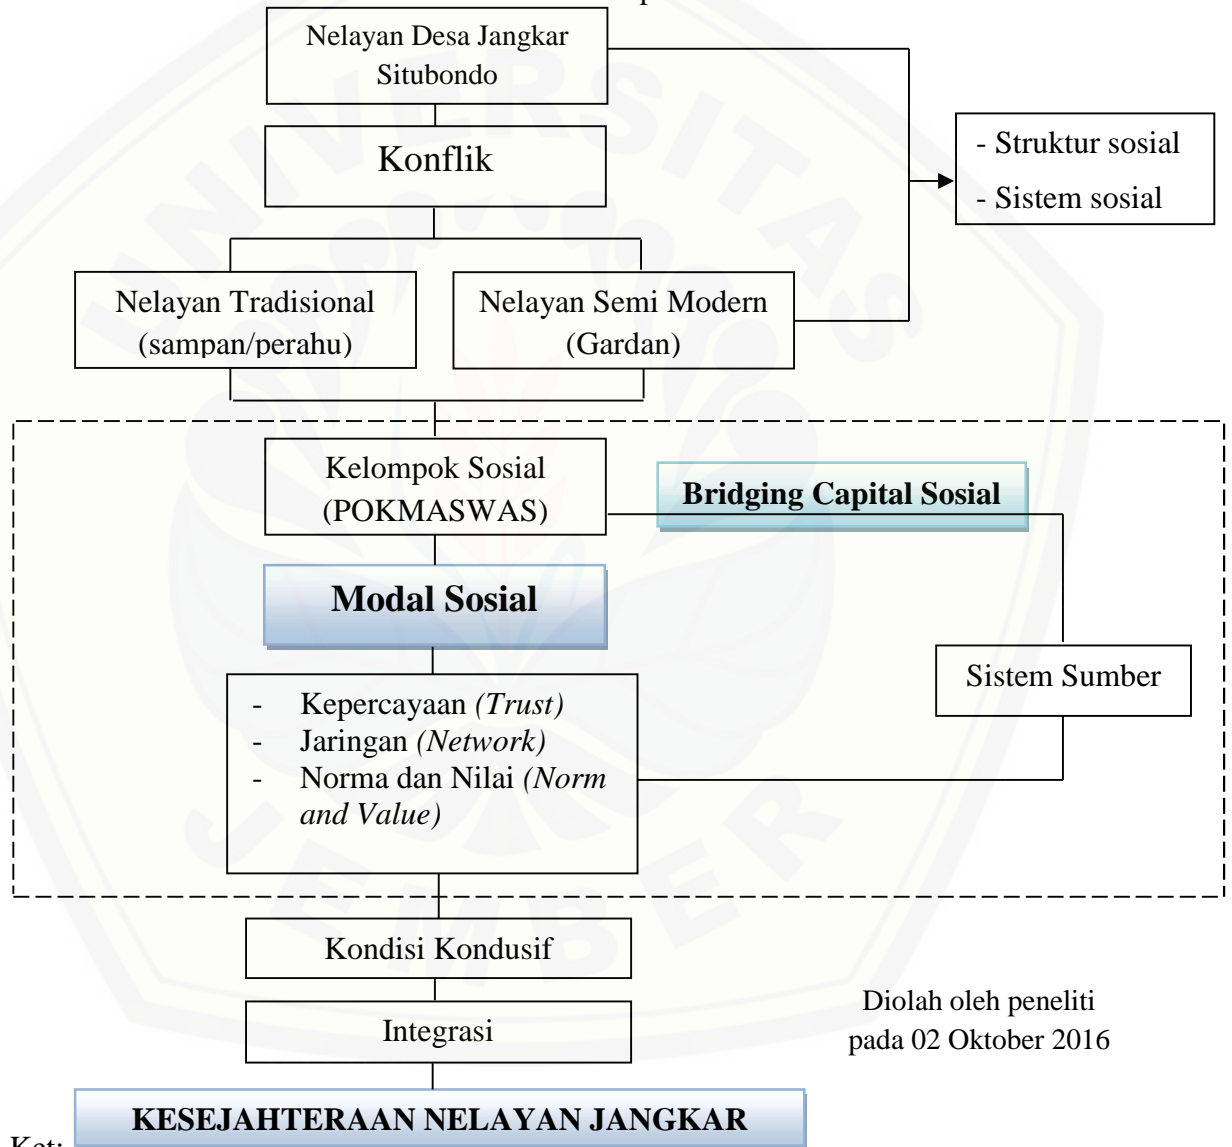 Nelayan Desa Jangkar
Situbondo
Konflik
- Struktur sosial
- Sistem sosial
Nelayan Tradisional
(sampan/perahu)
Nelayan Semi Modern
(Gardan)
Kelompok Sosial
(POKMASWAS)
Bridging Capital Sosial
Modal Sosial
Sistem Sumber
- Kepercayaan (Trust)
- Jaringan (Network)
- Norma dan Nilai (Norm
and Value)
Kondisi Kondusif
Integrasi
Diolah oleh peneliti
pada 02 Oktober 2016
KESEJAHTERAAN NELAYAN JANGKAR
Ket:
UNIVERSITAS
JEMBER